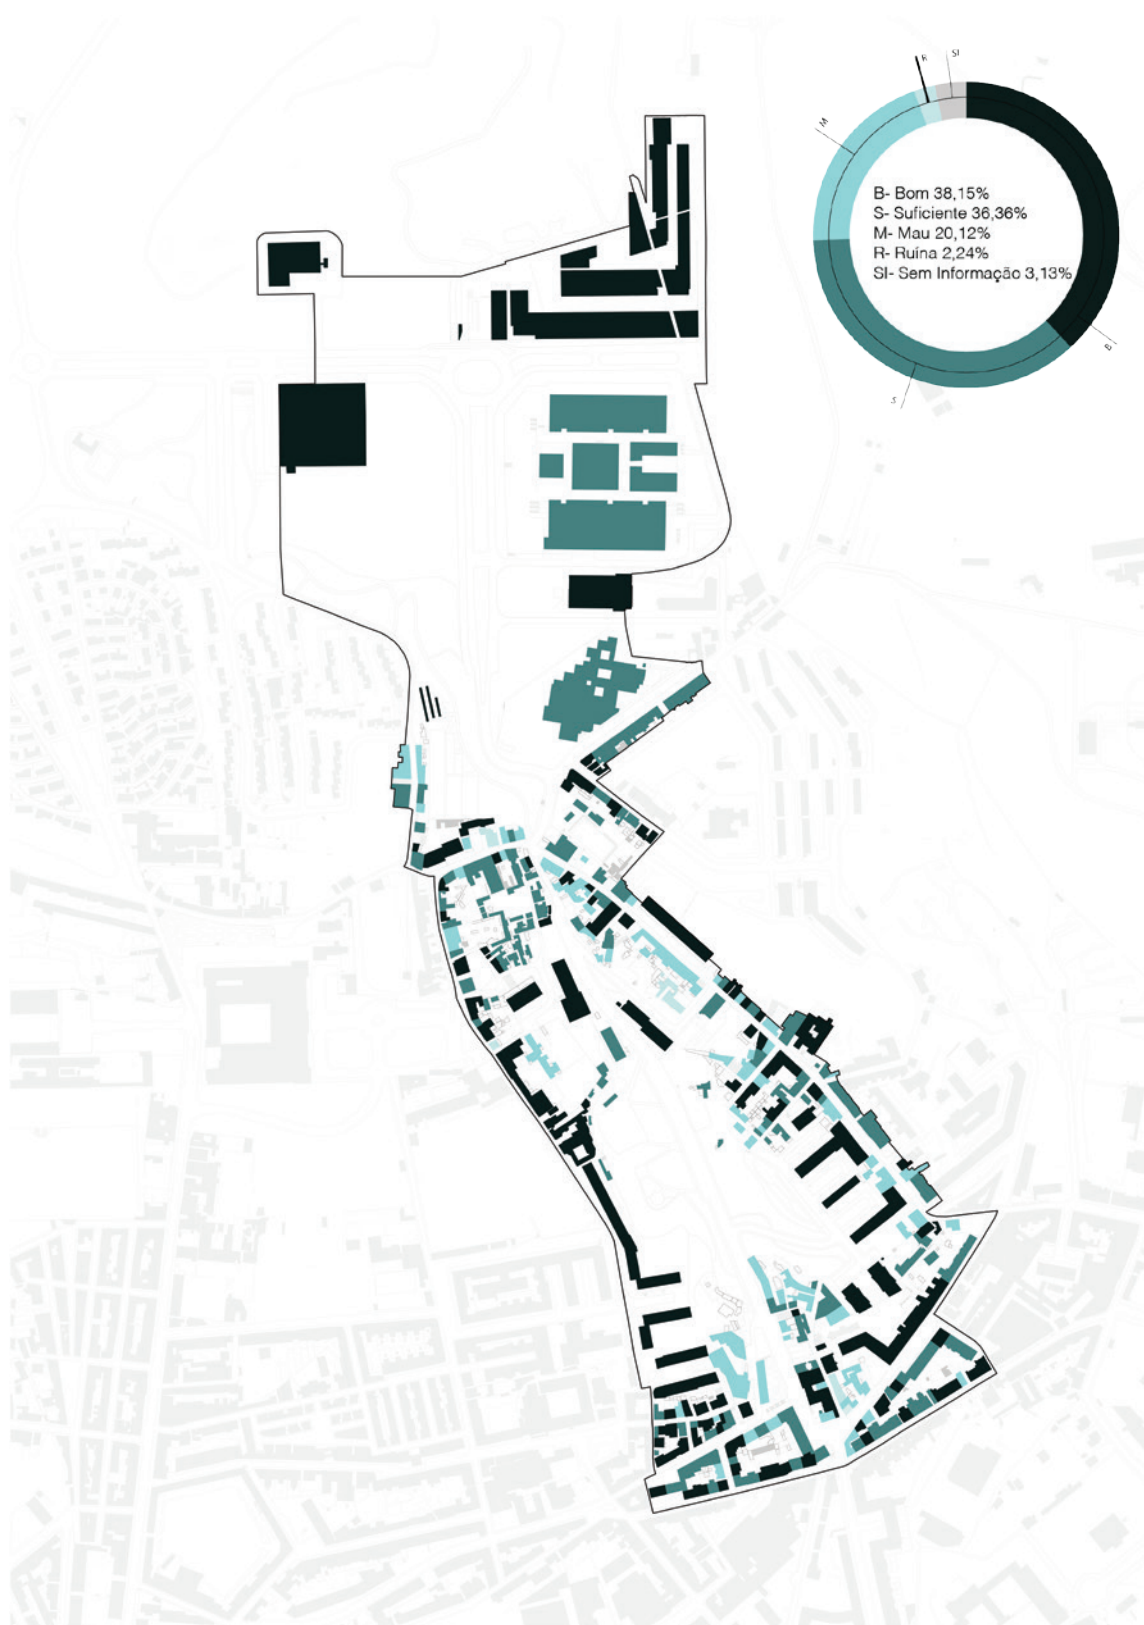 R
SI
M
B- Bom 38,15%
S- Suficiente 36,36%
M- Mau 20,12%
R- Ruína 2,24%
SI- Sem Informação 3,13%
B
S